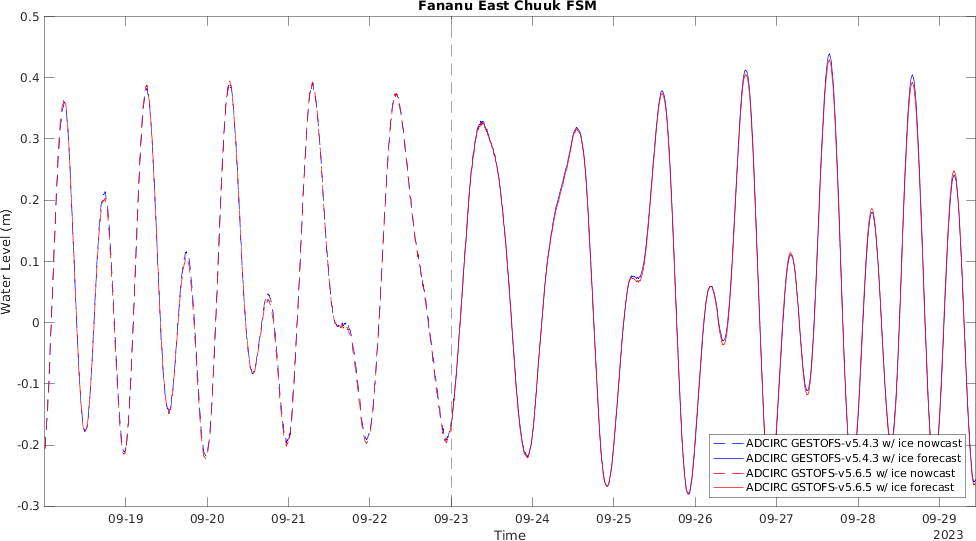 Fananu East Chuuk FSM
0.5
0.4
0.3
0.2
0.1
0
-0.1
-0.2
-0.3
Water Level (m)
ADCIRC GESTOFS-v5.4.3 w/ ice nowcast
ADCIRC GESTOFS-v5.4.3 w/ ice forecast
ADCIRC GSTOFS-v5.6.5 w/ ice nowcast
ADCIRC GSTOFS-v5.6.5 w/ ice forecast
09-19 09-20 09-21 09-22 09-23 09-24 09-25 09-26 09-27 09-28 09-29
Time
2023